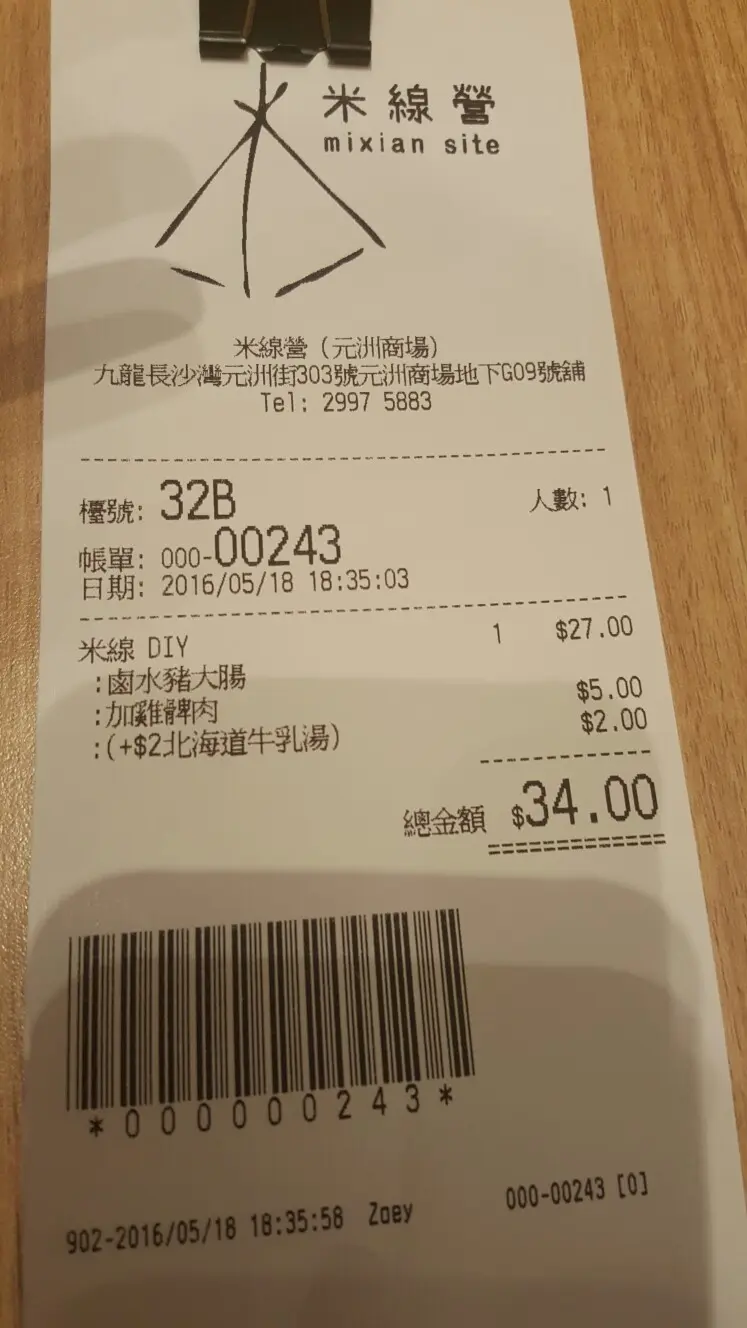 米線營
mixian site
米線營 (元洲商場)
九龍長沙灣元洲街303號元洲商場地下G09號舖
Tel: 2997 5883
檯號: 32B 人數: 1
帳單: 000-00243
日期: 2016/05/18 18:35:03
米線 DIY 1 $27.00
:鹵水豬大腸
:加雞髀肉 $5.00
:(+$2北海道牛乳湯) $2.00
總金額 $34.00
*000000243*
902-2016/05/18 18:35:58 Zoey 000-00243 [0]